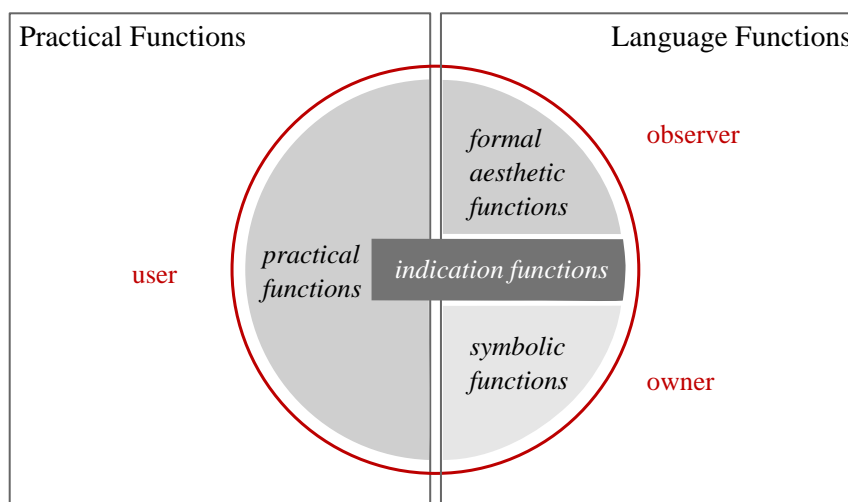 Practical Functions
Language Functions
formal
aesthetic
functions
observer
practical
functions
indication functions
user
symbolic
functions
owner